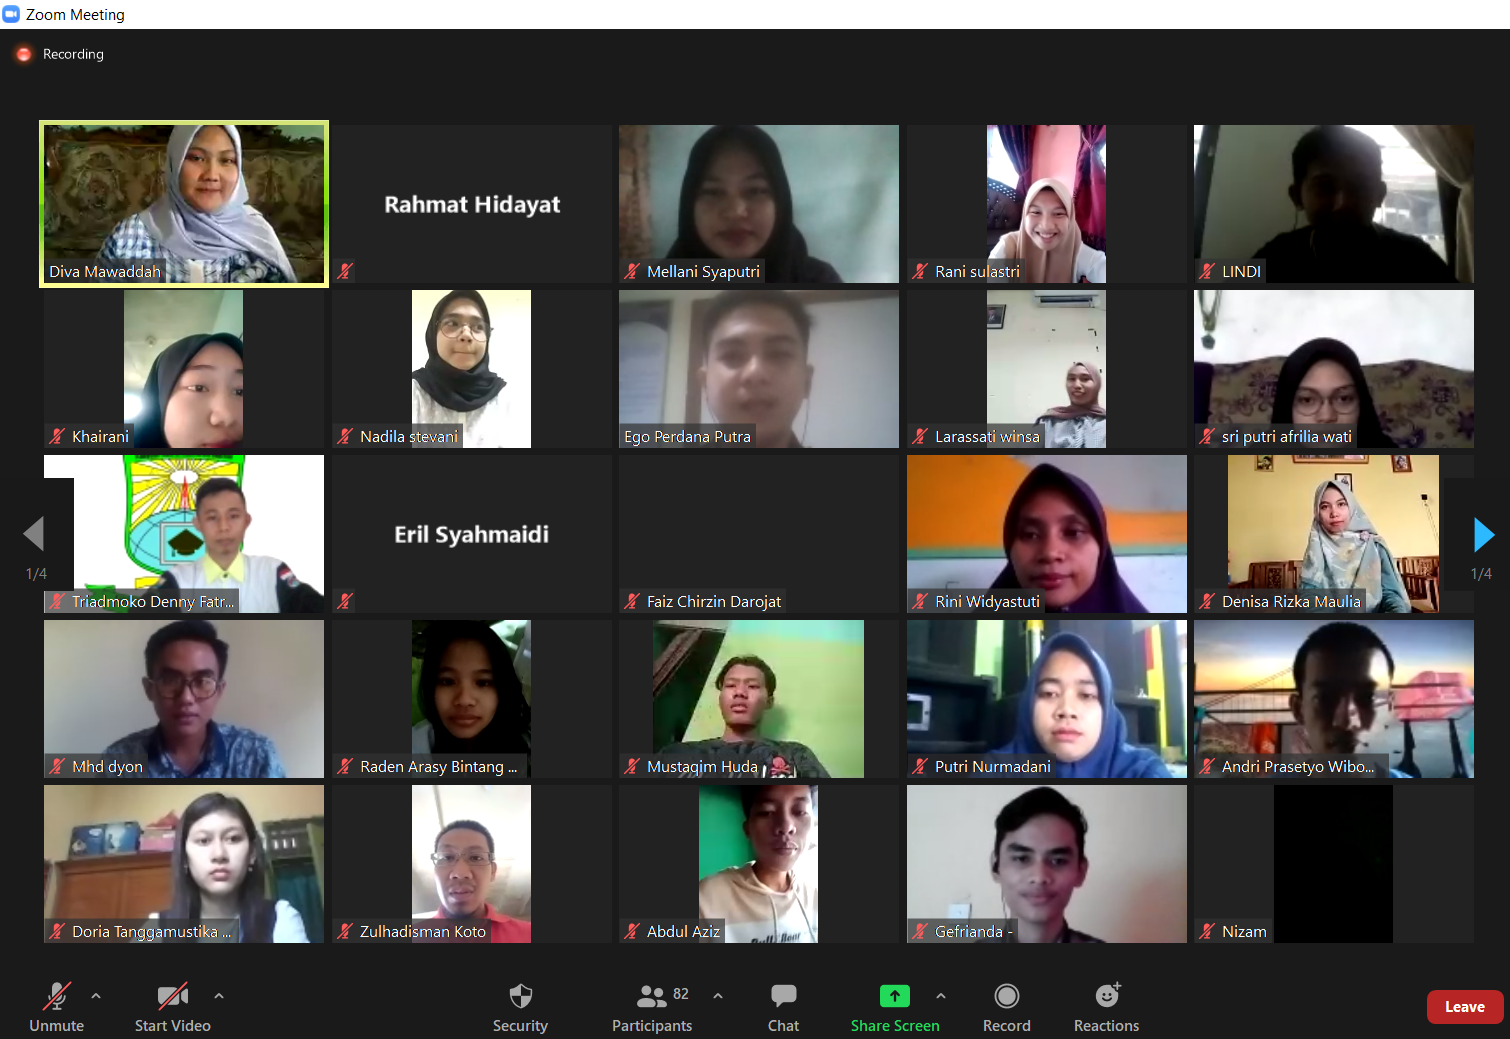 Zoom Meeting
Recording
Diva Mawaddah
Rahmat Hidayat
Mellani Syaputri
Rani sulastri
LINDI
Khairani
Nadila stevani
Ego Perdana Putra
Larassati winsa
sri putri afrilia wati
Triadmoko Denny Fatr...
Eril Syahmaidi
Faiz Chirzin Darojat
Rini Widyastuti
Denisa Rizka Maulia
1/4
1/4
Mhd dyon
Raden Arasy Bintang ...
Mustaqim Huda
Putri Nurmadani
Andri Prasetyo Wibo...
Doria Tanggamustika ...
Zulhadisman Koto
Abdul Aziz
Gefrianda -
Nizam
Unmute
Start Video
Security
82
Participants
Chat
Share Screen
Record
Reactions
Leave